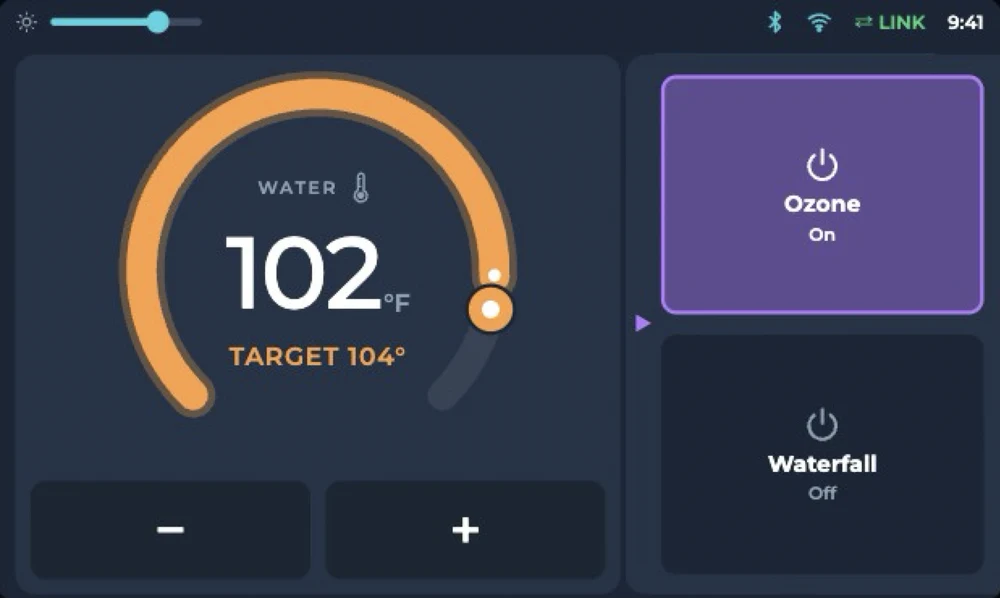 LINK 9:41
WATER
102°F
TARGET 104°
−
+
Ozone
On
Waterfall
Off